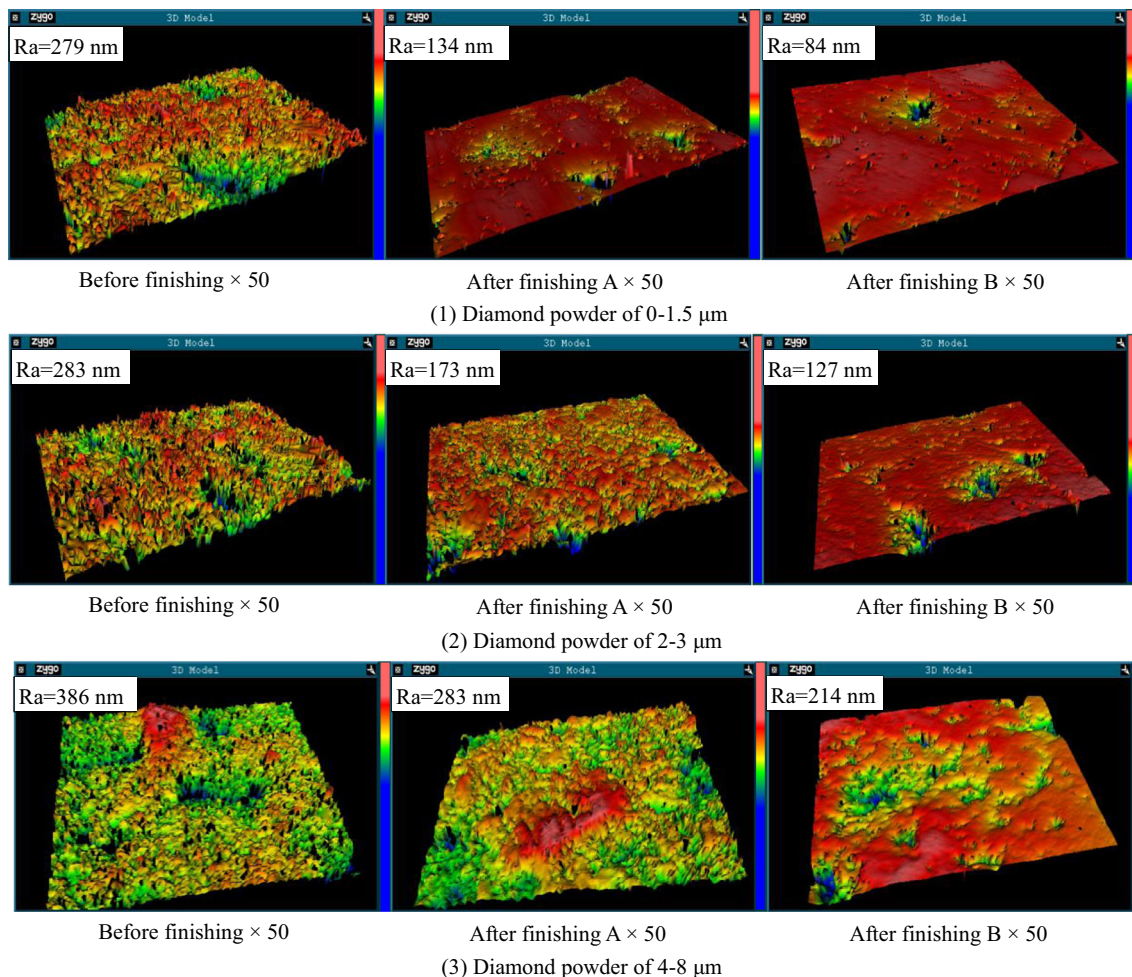 zygo 3D Model
zygo 3D Model
zygo 3D Model
Ra=279 nm
Ra=134 nm
Ra=84 nm
Before finishing × 50
After finishing A × 50
After finishing B × 50
(1) Diamond powder of 0-1.5 μm
zygo 3D Model
zygo 3D Model
zygo 3D Model
Ra=283 nm
Ra=173 nm
Ra=127 nm
Before finishing × 50
After finishing A × 50
After finishing B × 50
(2) Diamond powder of 2-3 μm
zygo 3D Model
zygo 3D Model
zygo 3D Model
Ra=386 nm
Ra=283 nm
Ra=214 nm
Before finishing × 50
After finishing A × 50
After finishing B × 50
(3) Diamond powder of 4-8 μm